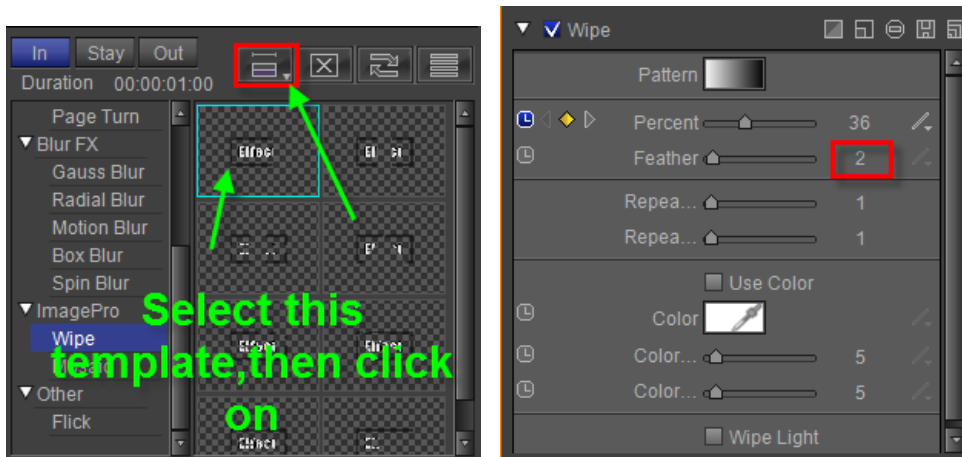 In Stay Out
Duration 00:00:01:00
Page Turn
Blur FX
Gauss Blur
Radial Blur
Motion Blur
Box Blur
Spin Blur
ImagePro
Wipe
Mosaic
Other
Flick
Effect
Select this
template,then click
on
Wipe
Pattern
Percent 36
Feather 2
Repea... 1
Repea... 1
Use Color
Color
Color... 5
Color... 5
Wipe Light